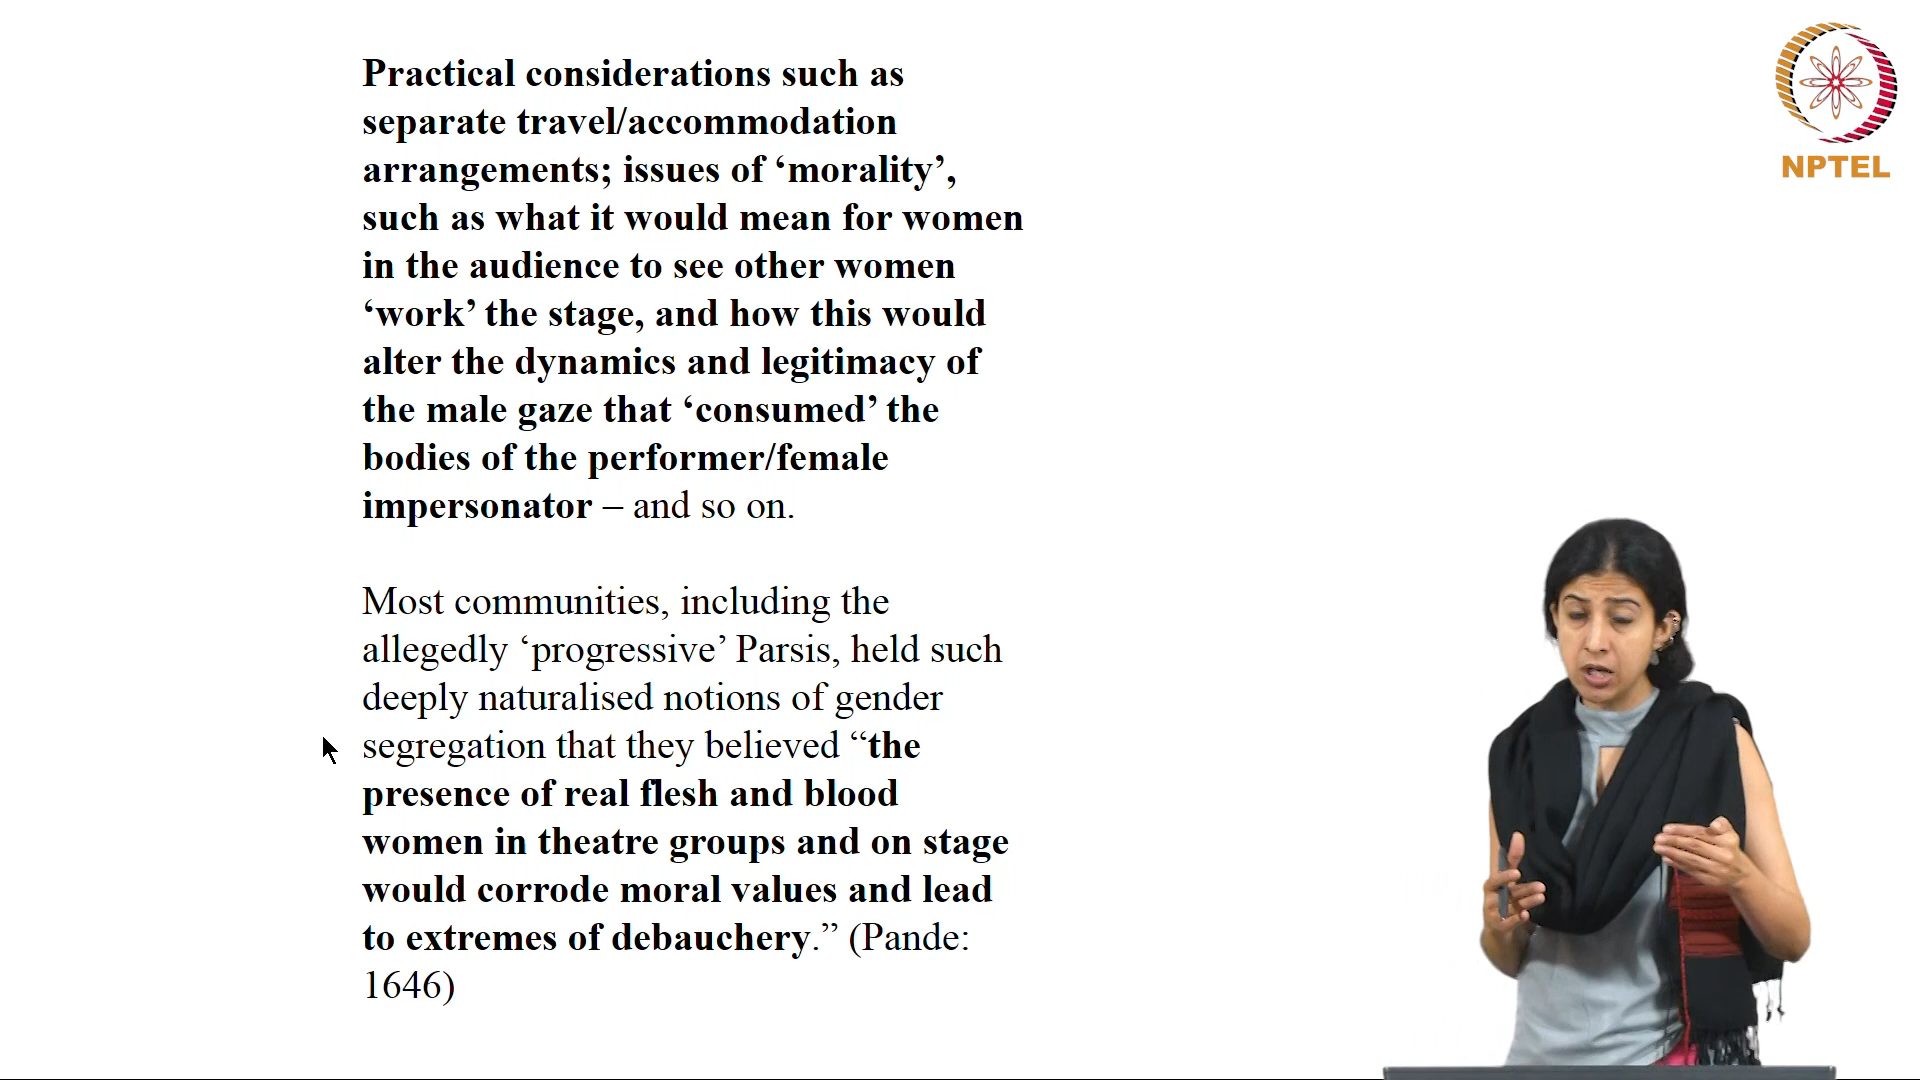 Practical considerations such as
separate travel/accommodation
arrangements; issues of ‘morality’,
such as what it would mean for women
in the audience to see other women
‘work’ the stage, and how this would
alter the dynamics and legitimacy of
the male gaze that ‘consumed’ the
bodies of the performer/female
impersonator – and so on.
Most communities, including the
allegedly ‘progressive’ Parsis, held such
deeply naturalised notions of gender
segregation that they believed “the
presence of real flesh and blood
women in theatre groups and on stage
would corrode moral values and lead
to extremes of debauchery.” (Pande:
1646)
NPTEL